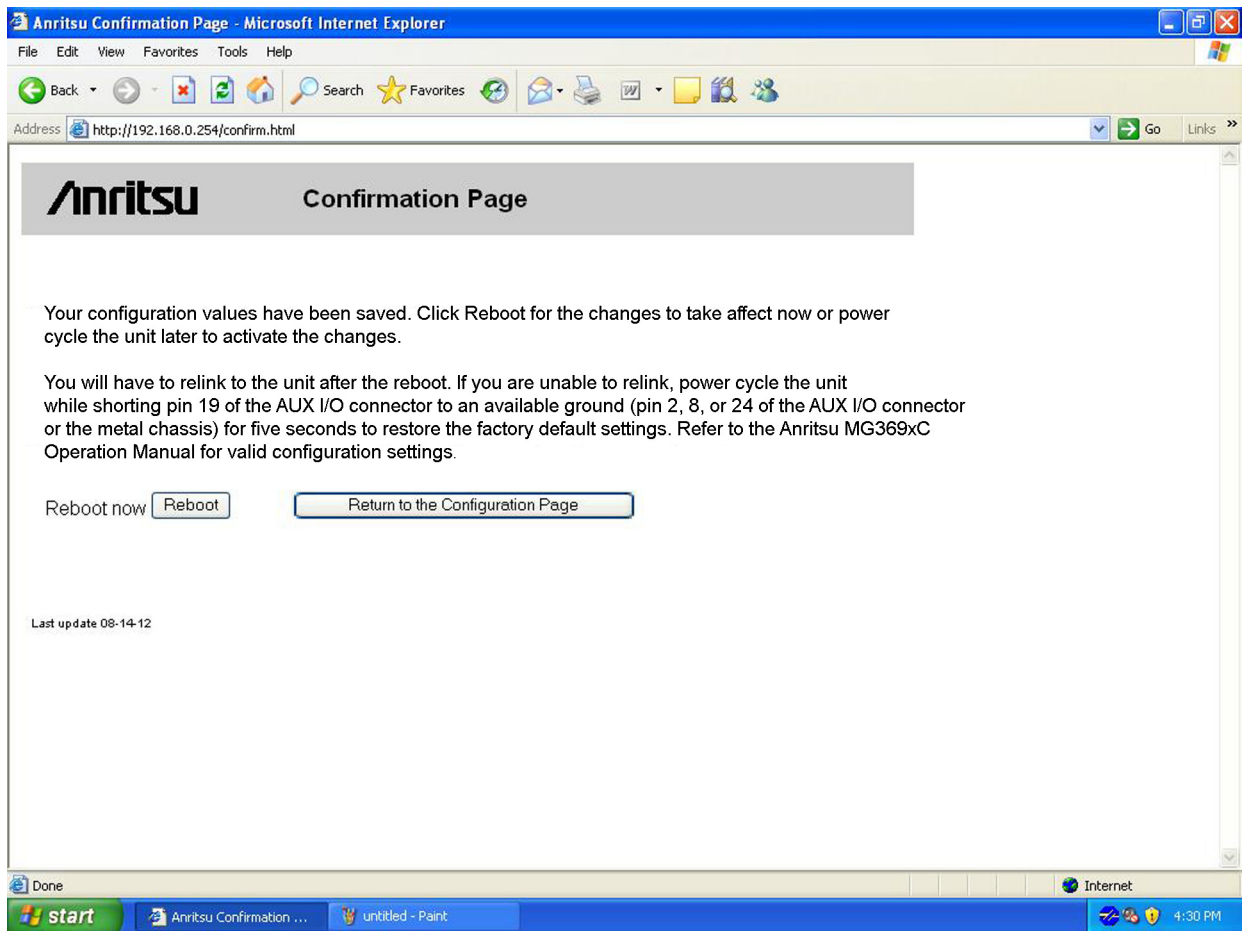 Anritsu Confirmation Page - Microsoft Internet Explorer
File Edit View Favorites Tools Help
Back Search Favorites
Address http://192.168.0.254/confirm.html Go Links »
Anritsu Confirmation Page
Your configuration values have been saved. Click Reboot for the changes to take affect now or power
cycle the unit later to activate the changes.
You will have to relink to the unit after the reboot. If you are unable to relink, power cycle the unit
while shorting pin 19 of the AUX I/O connector to an available ground (pin 2, 8, or 24 of the AUX I/O connector
or the metal chassis) for five seconds to restore the factory default settings. Refer to the Anritsu MG369xC
Operation Manual for valid configuration settings.
Reboot now Reboot Return to the Configuration Page
Last update 08-14-12
Done Internet
start Anritsu Confirmation ... untitled - Paint 4:30 PM